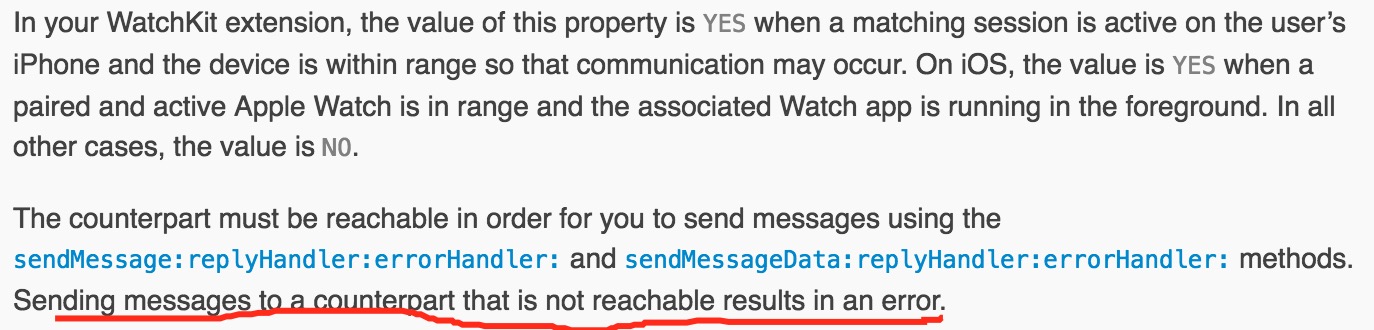 In your WatchKit extension, the value of this property is YES when a matching session is active on the user’s
iPhone and the device is within range so that communication may occur. On iOS, the value is YES when a
paired and active Apple Watch is in range and the associated Watch app is running in the foreground. In all
other cases, the value is NO.
The counterpart must be reachable in order for you to send messages using the
sendMessage:replyHandler:errorHandler: and sendMessageData:replyHandler:errorHandler: methods.
Sending messages to a counterpart that is not reachable results in an error.